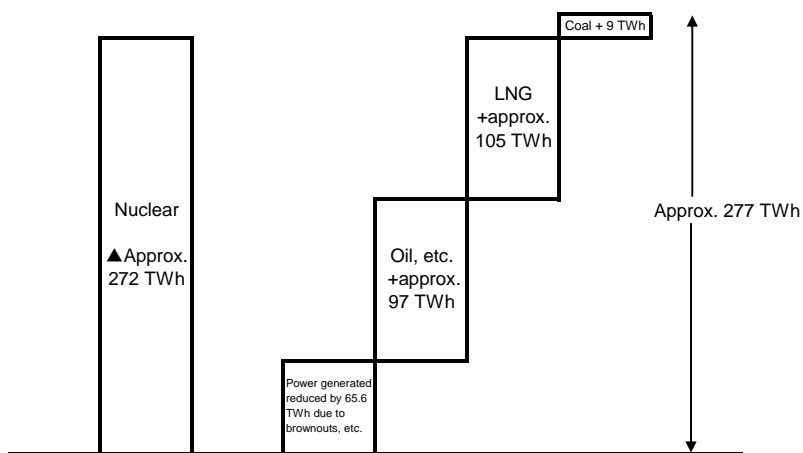 Nuclear
▲Approx.
272 TWh
Power generated
reduced by 65.6
TWh due to
brownouts, etc.
Oil, etc.
+approx.
97 TWh
LNG
+approx.
105 TWh
Coal + 9 TWh
Approx. 277 TWh